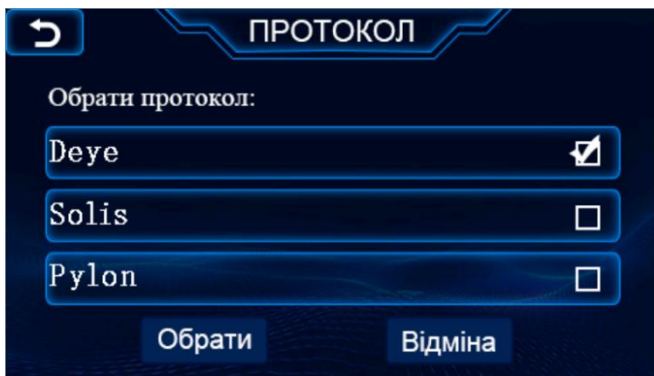 ПРОТОКОЛ
Обрати протокол:
Deye
Solis
Pylon
Обрати Відміна